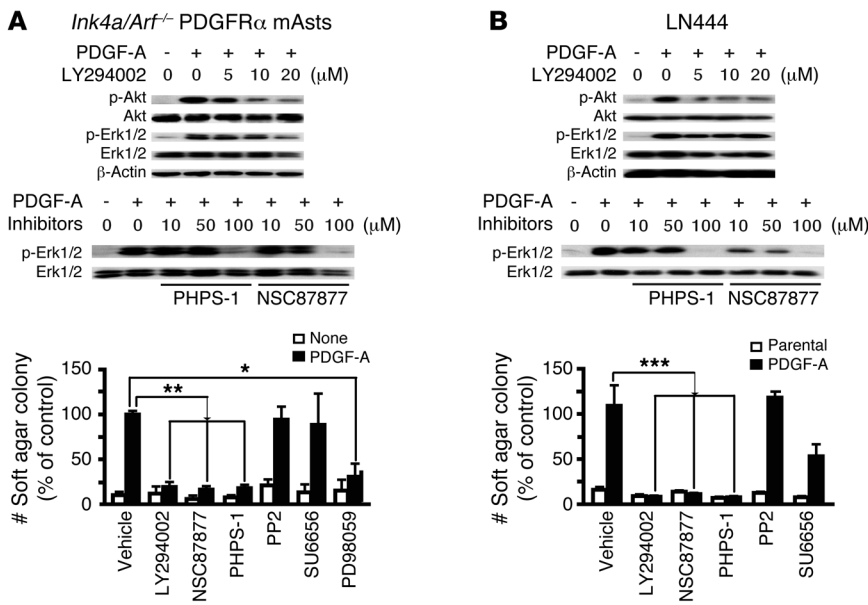 A
Ink4a/Arf–/– PDGFRα mAsts
PDGF-A - + + + +
LY294002 0 0 5 10 20 (μM)
p-Akt
Akt
p-Erk1/2
Erk1/2
β-Actin
PDGF-A - + + + + + + +
Inhibitors 0 0 10 50 100 10 50 100 (μM)
p-Erk1/2
Erk1/2
PHPS-1 NSC87877
None
PDGF-A
# Soft agar colony
(% of control)
150
100
50
0
* 
**
Vehicle
LY294002
NSC87877
PHPS-1
PP2
SU6656
PD98059
B
LN444
PDGF-A - + + + +
LY294002 0 0 5 10 20 (μM)
p-Akt
Akt
p-Erk1/2
Erk1/2
β-Actin
PDGF-A - + + + + + + +
Inhibitors 0 0 10 50 100 10 50 100 (μM)
p-Erk1/2
Erk1/2
PHPS-1 NSC87877
Parental
PDGF-A
# Soft agar colony
(% of control)
150
100
50
0
***
Vehicle
LY294002
NSC87877
PHPS-1
PP2
SU6656